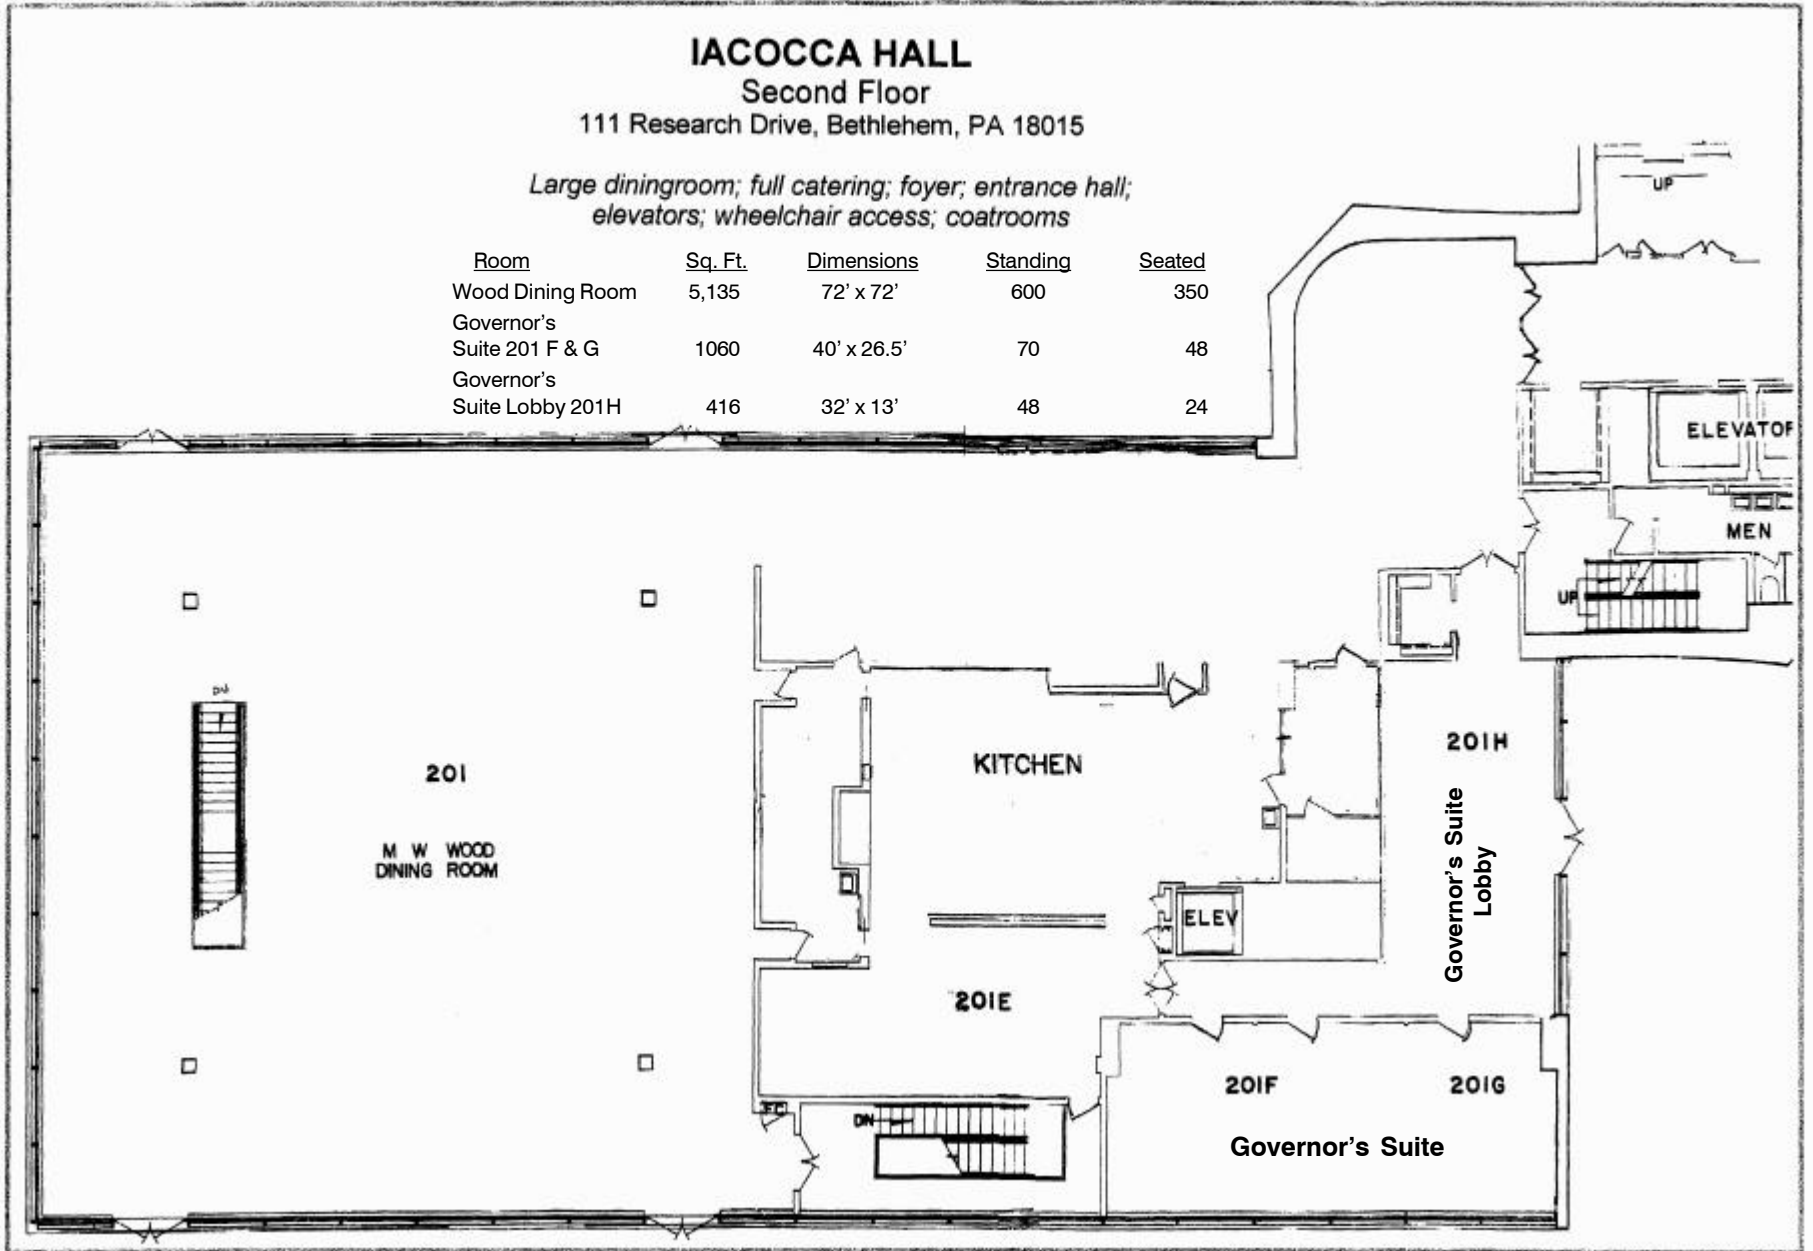 IACOCCA HALL
Second Floor
111 Research Drive, Bethlehem, PA 18015
Large diningroom; full catering; foyer; entrance hall;
elevators; wheelchair access; coatrooms
Room Sq. Ft. Dimensions Standing Seated
Wood Dining Room 5,135 72’ x 72’ 600 350
Governor’s
Suite 201 F & G 1060 40’ x 26.5’ 70 48
Governor’s
Suite Lobby 201H 416 32’ x 13’ 48 24
UP
ELEVATOR
MEN
UP
DN
201
M W WOOD
DINING ROOM
KITCHEN
201H
Governor’s Suite
Lobby
ELEV
201E
201F
201G
Governor’s Suite
FC
DN